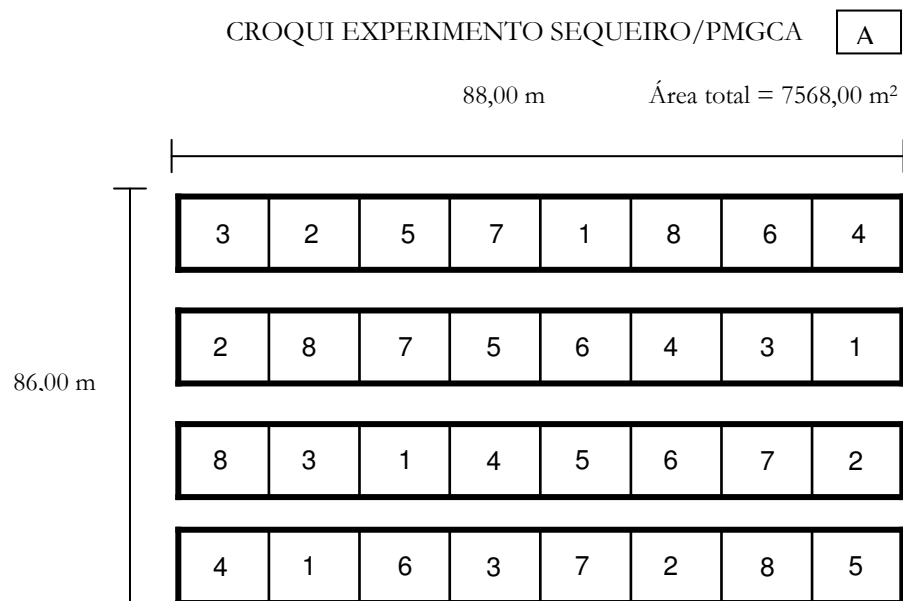 CROQUI EXPERIMENTO SEQUEIRO/PMGCA A
88,00 m Área total = 7568,00 m²
3 2 5 7 1 8 6 4
2 8 7 5 6 4 3 1
86,00 m
8 3 1 4 5 6 7 2
4 1 6 3 7 2 8 5